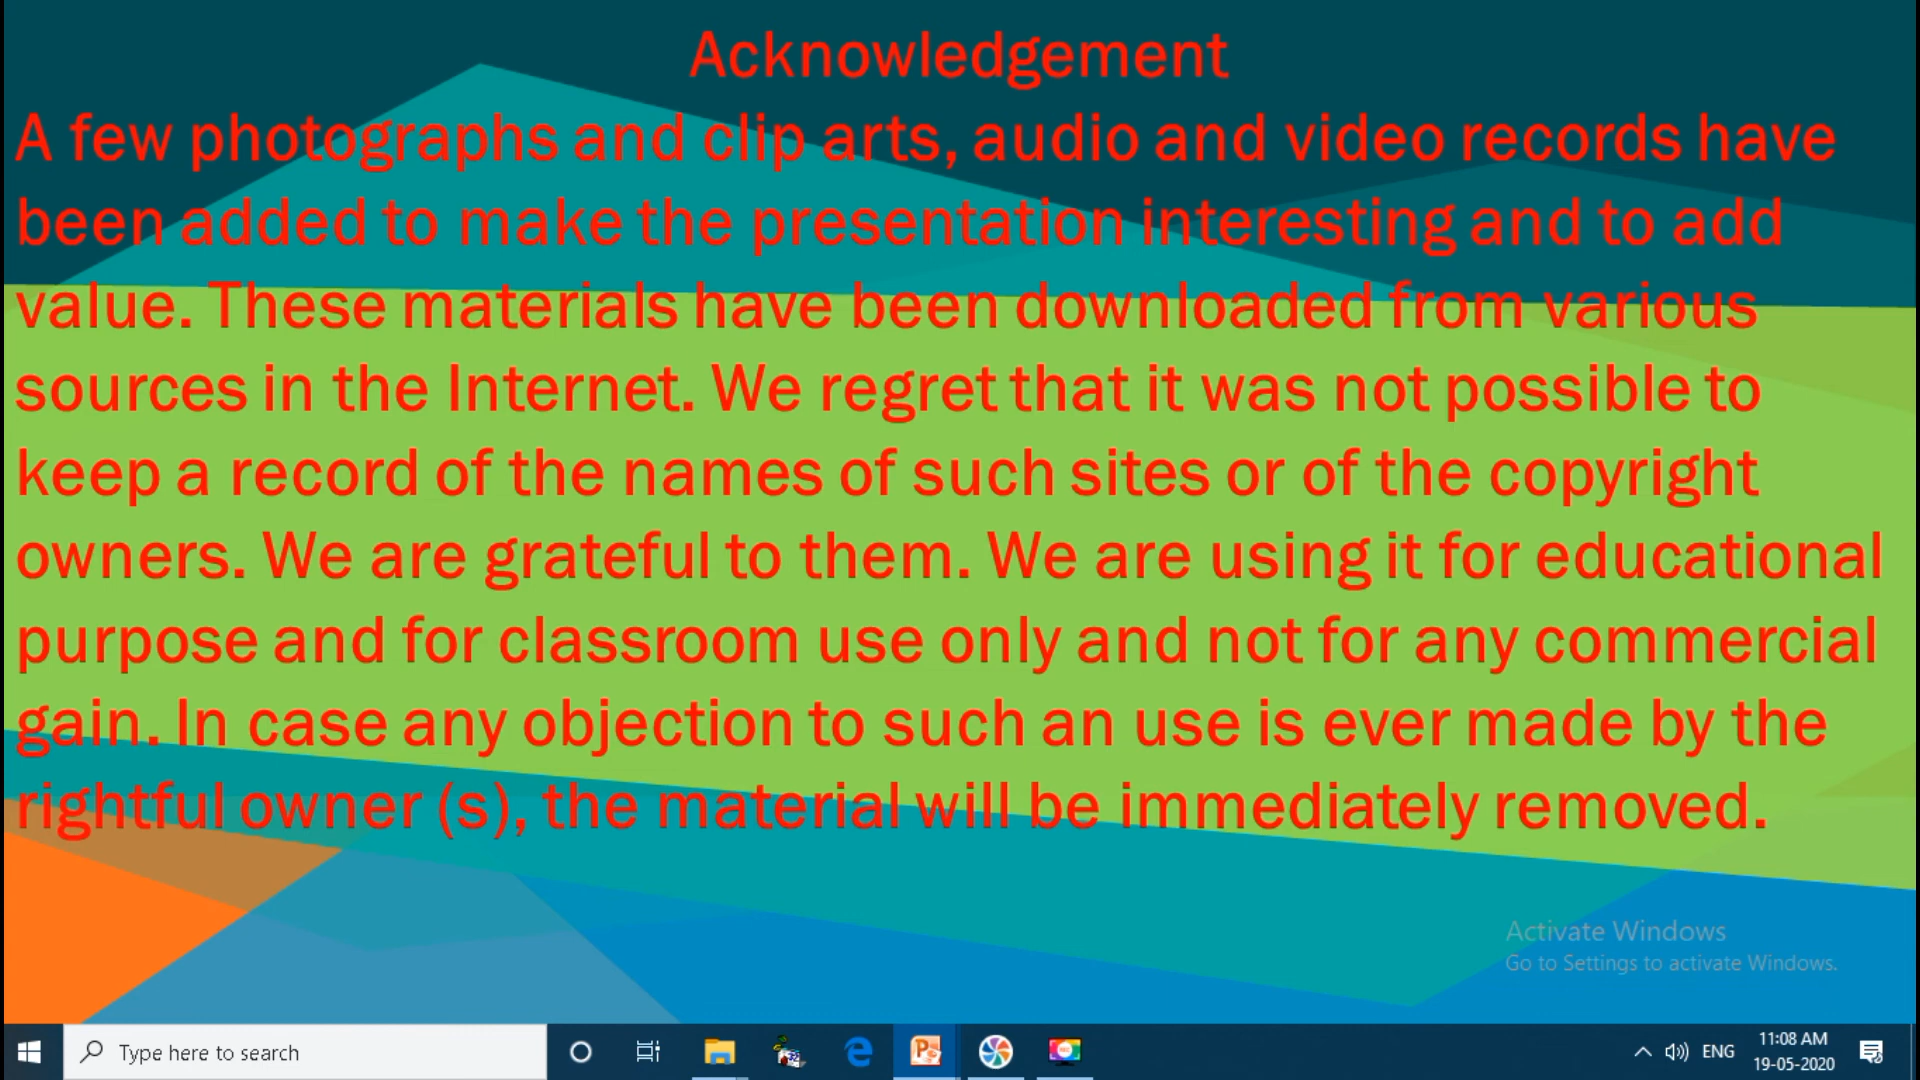 Acknowledgement
A few photographs and clip arts, audio and video records have
been added to make the presentation interesting and to add
value. These materials have been downloaded from various
sources in the Internet. We regret that it was not possible to
keep a record of the names of such sites or of the copyright
owners. We are grateful to them. We are using it for educational
purpose and for classroom use only and not for any commercial
gain. In case any objection to such an use is ever made by the
rightful owner (s), the material will be immediately removed.
Activate Windows
Go to Settings to activate Windows.
Type here to search
ENG
11:08 AM
19-05-2020